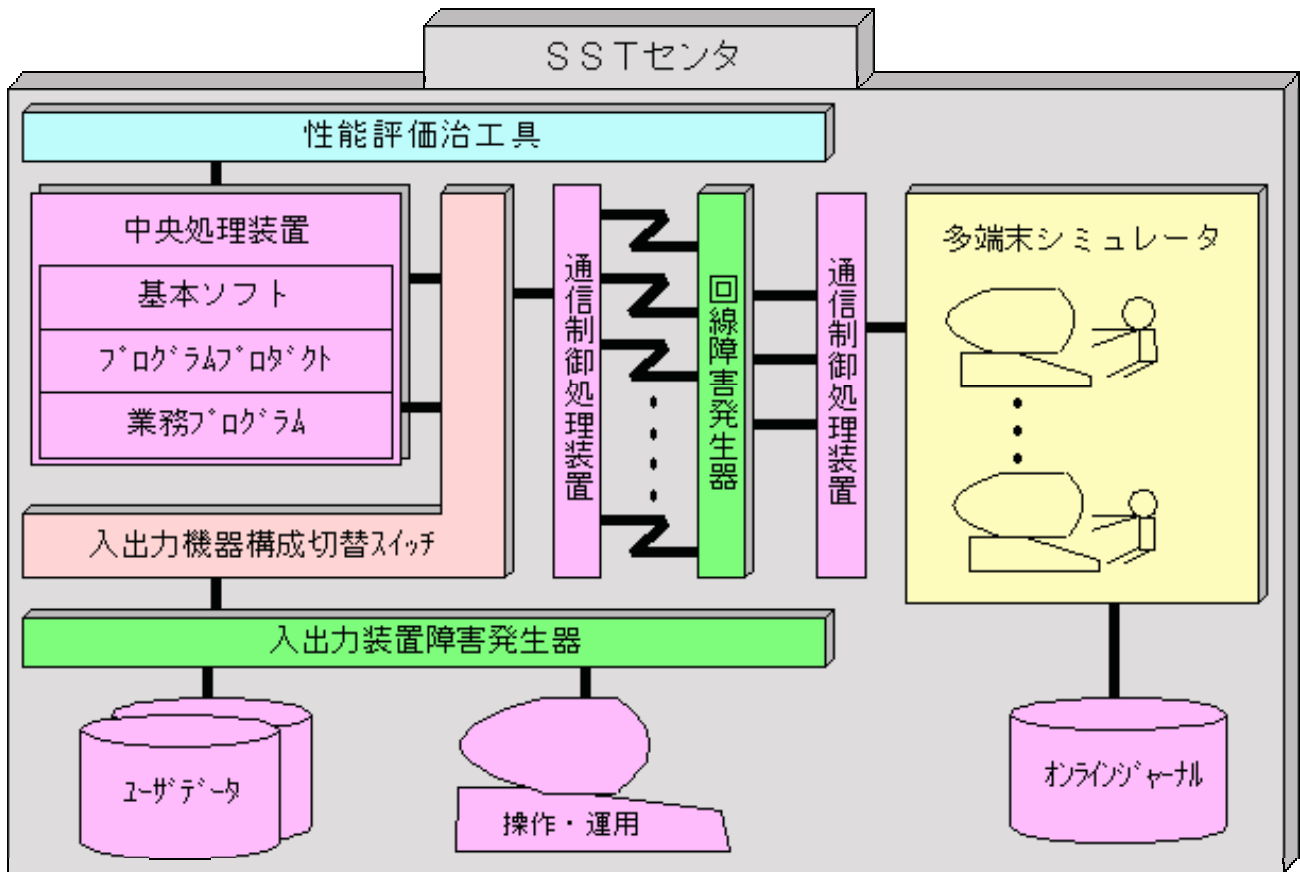 SSTセンタ
性能評価治工具
中央処理装置
基本ソフト
プログラムプロダクト
業務プログラム
入出力機器構成切替スイッチ
通信制御処理装置
回線障害発生器
通信制御処理装置
多端末シミュレータ
入出力装置障害発生器
ユーザデータ
操作・運用
オンラインジャーナル